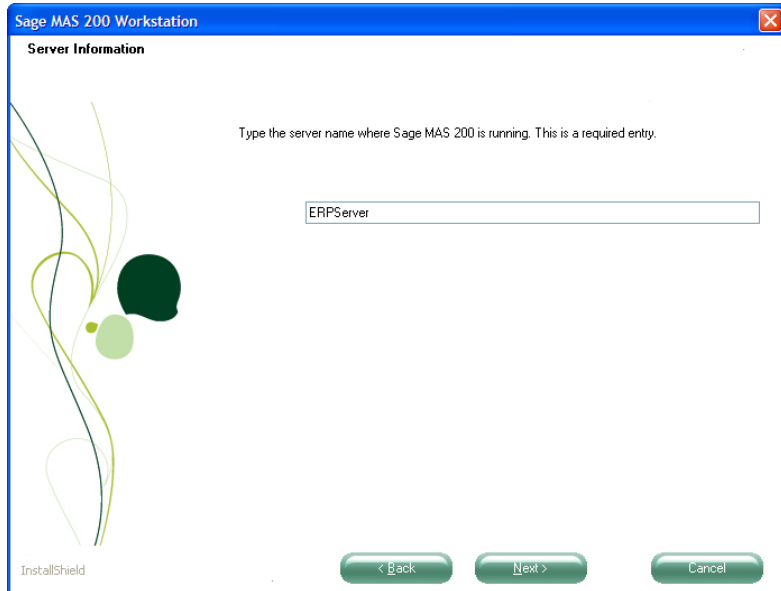 Sage MAS 200 Workstation
Server Information
Type the server name where Sage MAS 200 is running. This is a required entry.
ERPServer
InstallShield
< Back
Next >
Cancel